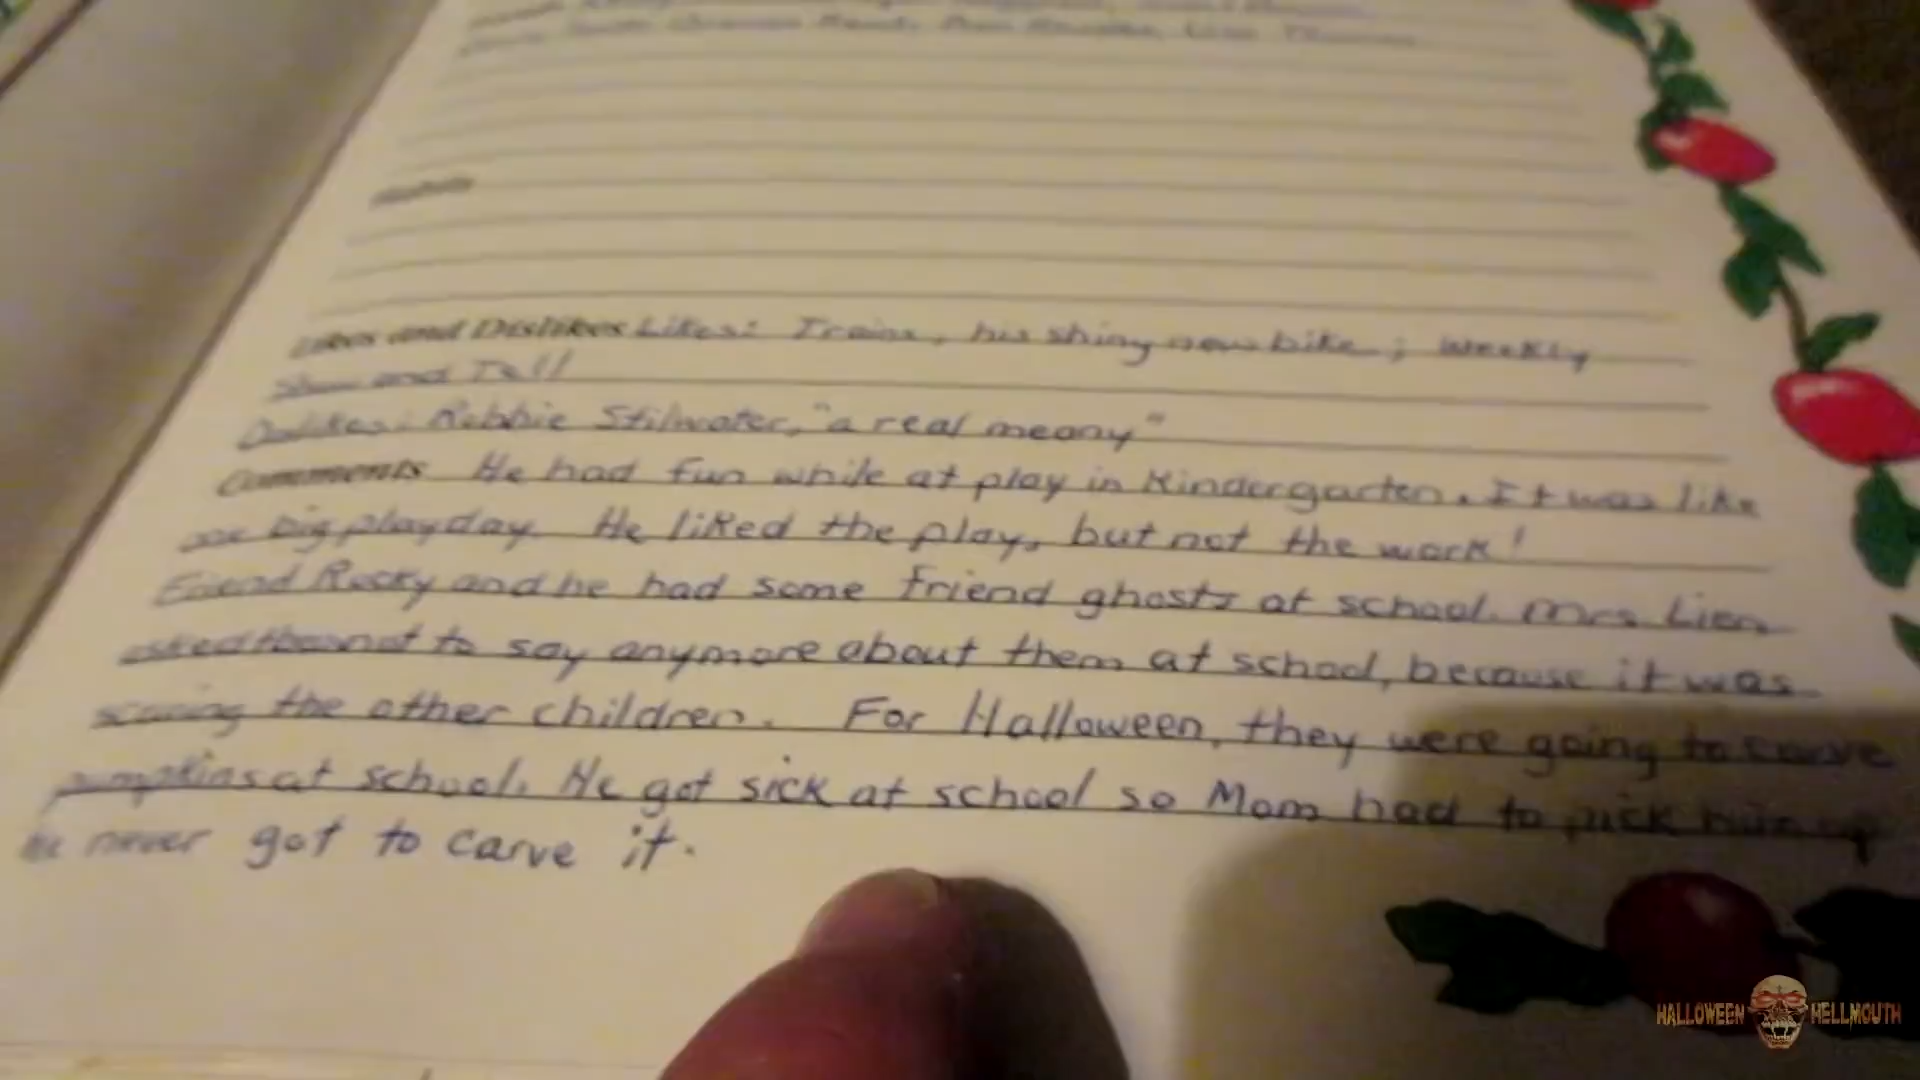 Likes and Dislikes Likes: Trains, his shiny new bike; weekly
Show and Tell
Dislikes: Robbie Stilwater, "a real meany"
Comments He had fun while at play in Kindergarten. It was like
one big playday. He liked the play, but not the work!
Friend Rocky and he had some friend ghosts at school. Mrs. Lien
asked them not to say anymore about them at school, because it was
scaring the other children. For Halloween, they were going to carve
pumpkins at school. He got sick at school so Mom had to pick him up
he never got to carve it.
HALLOWEEN HELLMOUTH